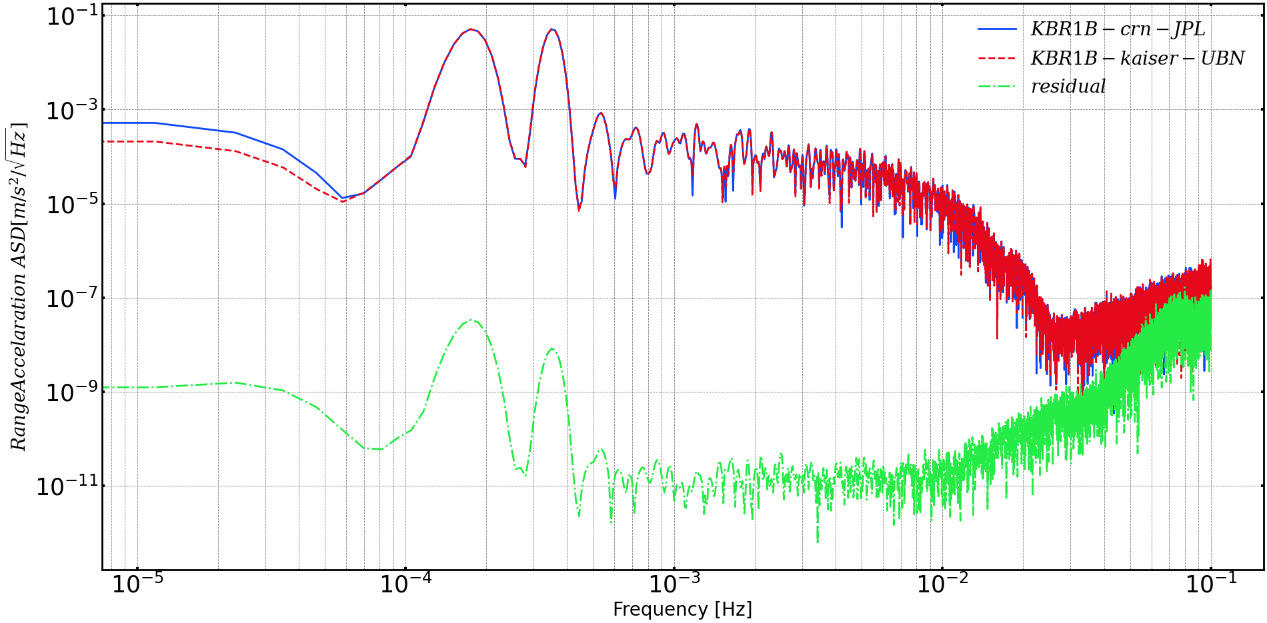 10⁻¹
10⁻³
10⁻⁵
10⁻⁷
10⁻⁹
10⁻¹¹
RangeAccelaration ASD[m/s²/√Hz]
KBR1B − crn − JPL
KBR1B − kaiser − UBN
residual
10⁻⁵ 10⁻⁴ 10⁻³ 10⁻² 10⁻¹
Frequency [Hz]